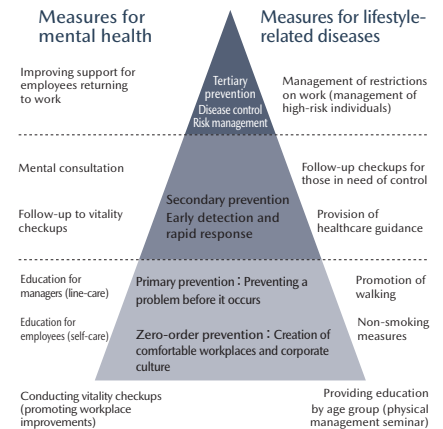 Measures for
mental health
Measures for lifestyle-
related diseases
Improving support for
employees returning
to work
Tertiary
prevention
Disease control
Risk management
Management of restrictions
on work (management of
high-risk individuals)
Mental consultation
Follow-up to vitality
checkups
Secondary prevention
Early detection and
rapid response
Follow-up checkups for
those in need of control
Provision of
healthcare guidance
Education for
managers (line-care)
Education for
employees (self-care)
Primary prevention：Preventing a
problem before it occurs
Zero-order prevention：Creation of
comfortable workplaces and corporate
culture
Promotion of
walking
Non-smoking
measures
Conducting vitality checkups
(promoting workplace
improvements)
Providing education
by age group (physical
management seminar)